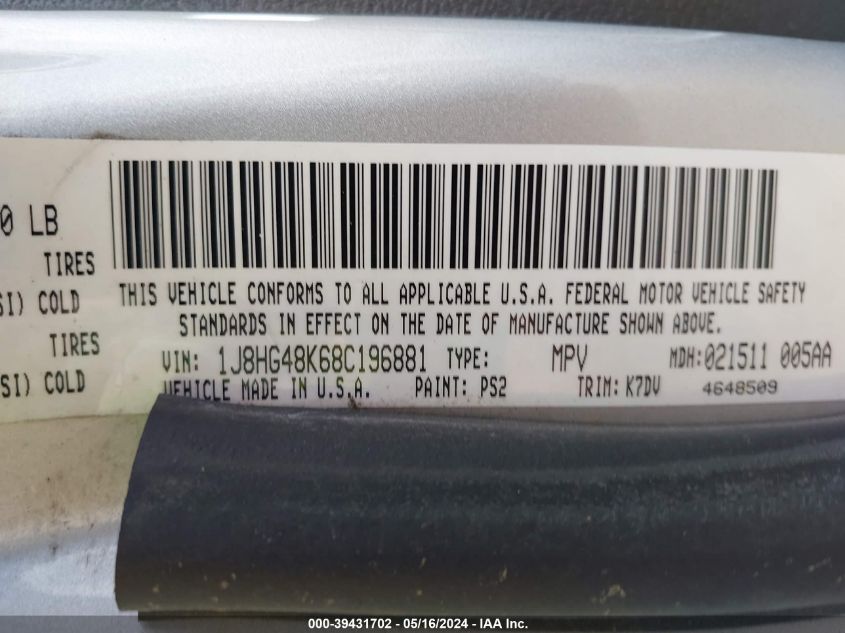 0 LB
TIRES
SI) COLD
TIRES
SI) COLD
THIS VEHICLE CONFORMS TO ALL APPLICABLE U.S.A. FEDERAL MOTOR VEHICLE SAFETY
STANDARDS IN EFFECT ON THE DATE OF MANUFACTURE SHOWN ABOVE.
VIN: 1J8HG48K68C196881 TYPE: MPV MDH:021511 005AA
VEHICLE MADE IN U.S.A. PAINT: PS2 TRIM: K7DV 4648509
000-39431702 - 05/16/2024 - IAA Inc.